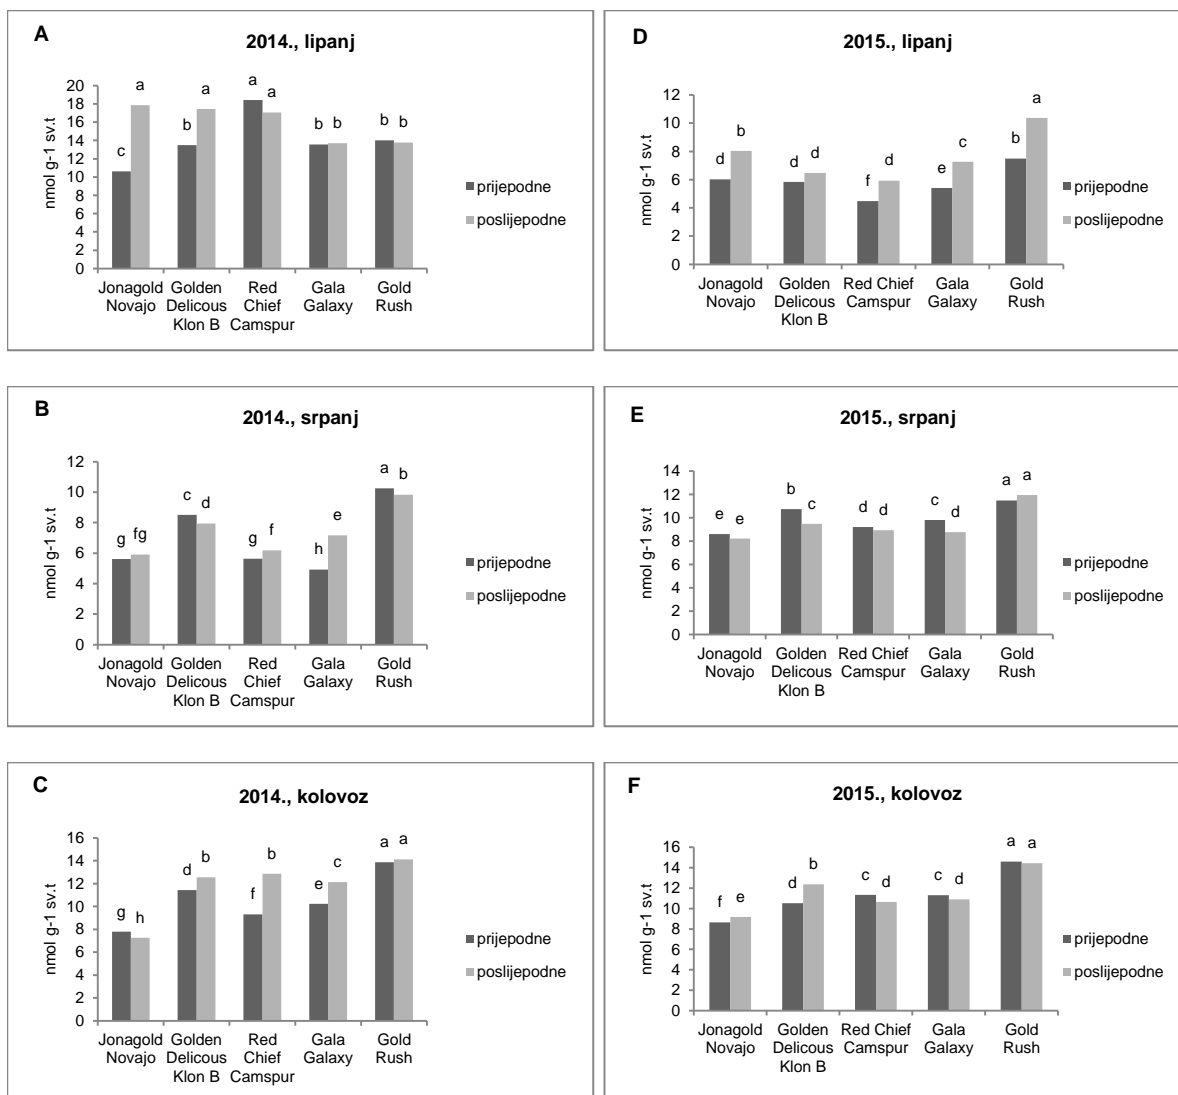 A
2014., lipanj
a
a
a
a
b
b
b
b
b
c
20
18
16
14
12
10
8
6
4
2
0
nmol g-1 sv.t
Jonagold Golden Red Gala Gold
Novajo Delicous Chief Galaxy Rush
Klon B Camspur
prijepodne
poslijepodne
D
2015., lipanj
d b d d f d e c b a
12
10
8
6
4
2
0
nmol g-1 sv.t
Jonagold Golden Red Chief Gala Gold
Novajo Delicous Camspur Galaxy Rush
Klon B
prijepodne
poslijepodne
B
2014., srpanj
g fg c d g f h e a b
12
10
8
6
4
2
0
nmol g-1 sv.t
Jonagold Golden Red Gala Gold
Novajo Delicous Chief Galaxy Rush
Klon B Camspur
prijepodne
poslijepodne
E
2015., srpanj
e e b c d d c d a a
14
12
10
8
6
4
2
0
nmol g-1 sv.t
Jonagold Golden Red Chief Gala Gold
Novajo Delicous Camspur Galaxy Rush
Klon B
prijepodne
poslijepodne
C
2014., kolovoz
g h d b f b e c a a
16
14
12
10
8
6
4
2
0
nmol g-1 sv.t
Jonagold Golden Red Gala Gold
Novajo Delicous Chief Galaxy Rush
Klon B Camspur
prijepodne
poslijepodne
F
2015., kolovoz
f e d b c d c d a a
16
14
12
10
8
6
4
2
0
nmol g-1 sv.t
Jonagold Golden Red Chief Gala Gold
Novajo Delicous Camspur Galaxy Rush
Klon B
prijepodne
poslijepodne